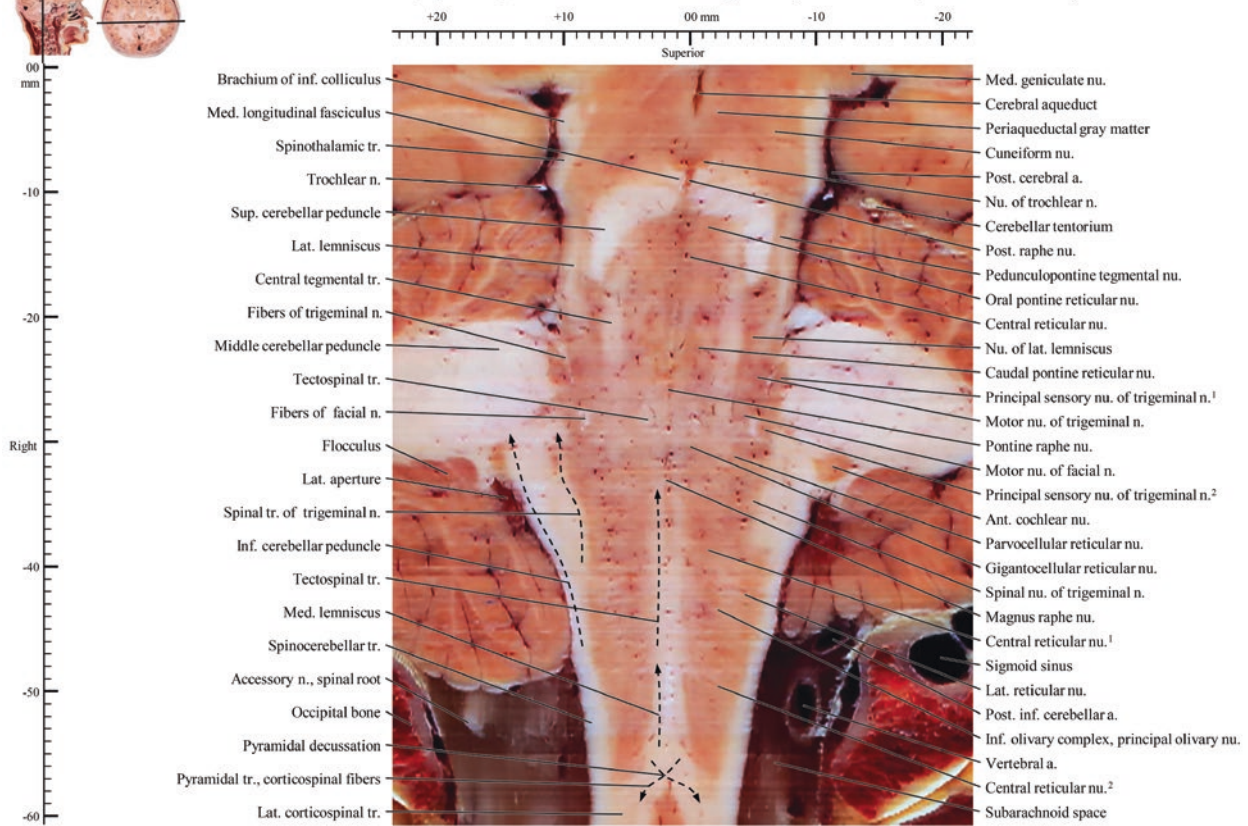 +20 +10 00 mm -10 -20
Superior
00
mm
-10
-20
Right
-40
-50
-60
Brachium of inf. colliculus
Med. longitudinal fasciculus
Spinothalamic tr.
Trochlear n.
Sup. cerebellar peduncle
Lat. lemniscus
Central tegmental tr.
Fibers of trigeminal n.
Middle cerebellar peduncle
Tectospinal tr.
Fibers of facial n.
Flocculus
Lat. aperture
Spinal tr. of trigeminal n.
Inf. cerebellar peduncle
Tectospinal tr.
Med. lemniscus
Spinocerebellar tr.
Accessory n., spinal root
Occipital bone
Pyramidal decussation
Pyramidal tr., corticospinal fibers
Lat. corticospinal tr.
Med. geniculate nu.
Cerebral aqueduct
Periaqueductal gray matter
Cuneiform nu.
Post. cerebral a.
Nu. of trochlear n.
Cerebellar tentorium
Post. raphe nu.
Pedunculopontine tegmental nu.
Oral pontine reticular nu.
Central reticular nu.
Nu. of lat. lemniscus
Caudal pontine reticular nu.
Principal sensory nu. of trigeminal n.¹
Motor nu. of trigeminal n.
Pontine raphe nu.
Motor nu. of facial n.
Principal sensory nu. of trigeminal n.²
Ant. cochlear nu.
Parvocellular reticular nu.
Gigantocellular reticular nu.
Spinal nu. of trigeminal n.
Magnus raphe nu.
Central reticular nu.¹
Sigmoid sinus
Lat. reticular nu.
Post. inf. cerebellar a.
Inf. olivary complex, principal olivary nu.
Vertebral a.
Central reticular nu.²
Subarachnoid space